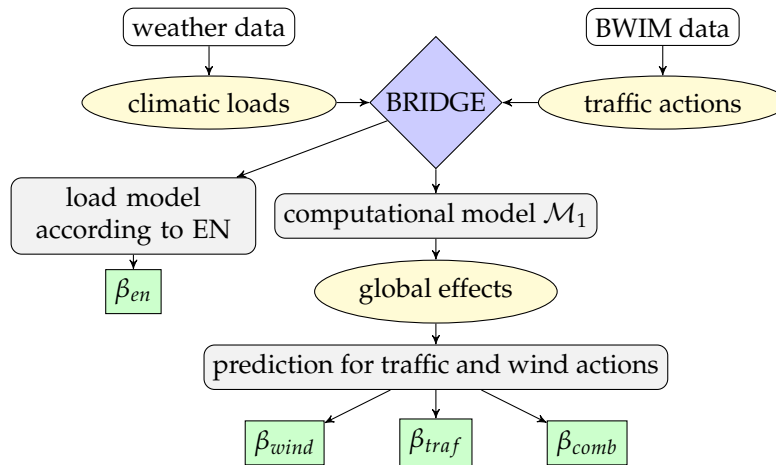 weather data
BWIM data
climatic loads
BRIDGE
traffic actions
load model
according to EN
computational model ℳ₁
β_en
global effects
prediction for traffic and wind actions
β_wind
β_traf
β_comb